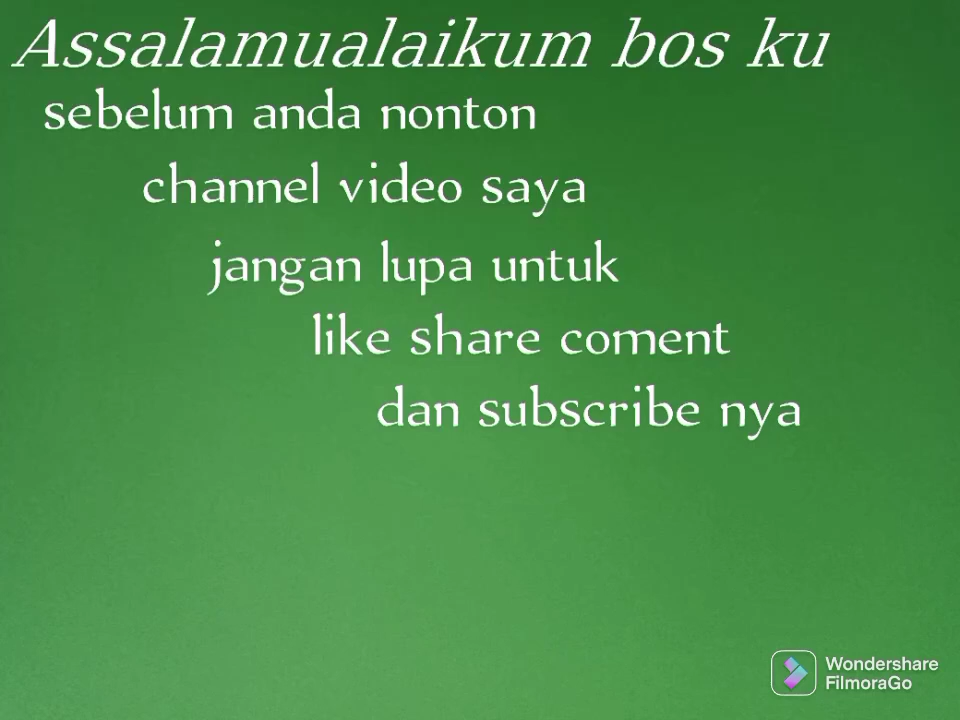 Assalamualaikum bos ku
sebelum anda nonton
channel video saya
jangan lupa untuk
like share coment
dan subscribe nya
Wondershare
FilmoraGo